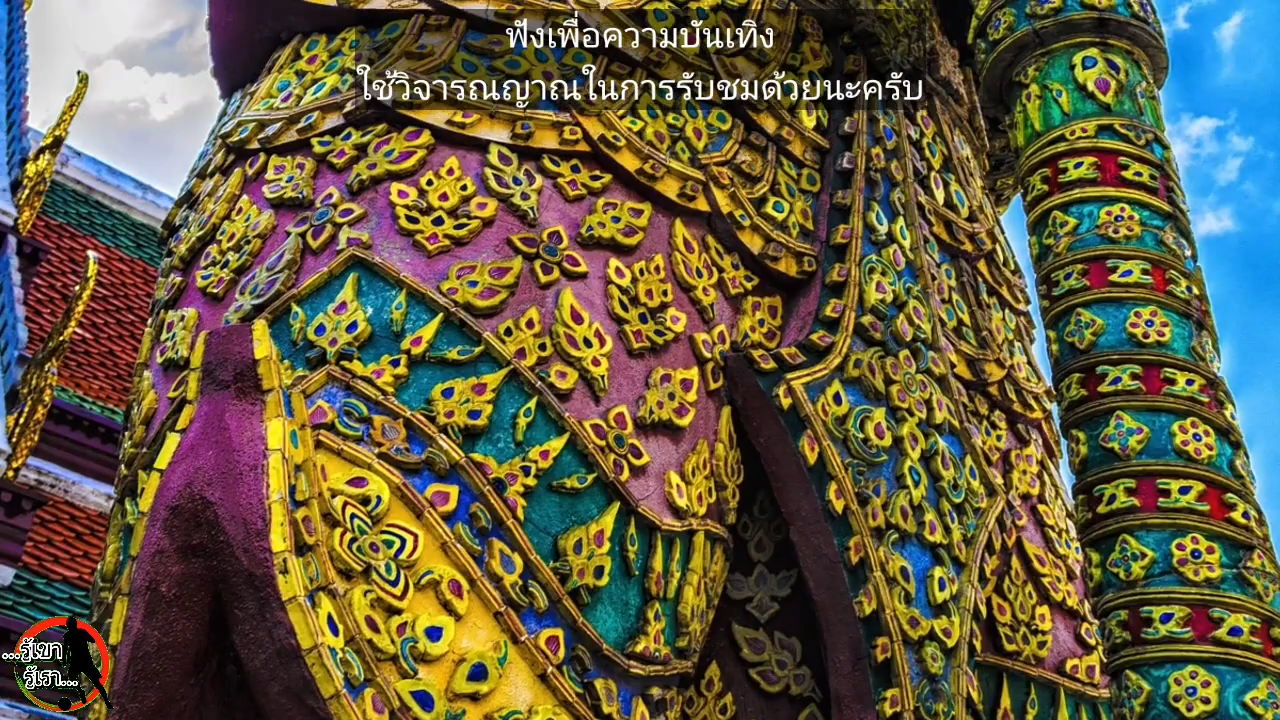 ฟังเพื่อความบันเทิง
ใช้วิจารณญาณในการรับชมด้วยนะครับ
...รู้เขา
รู้เรา...